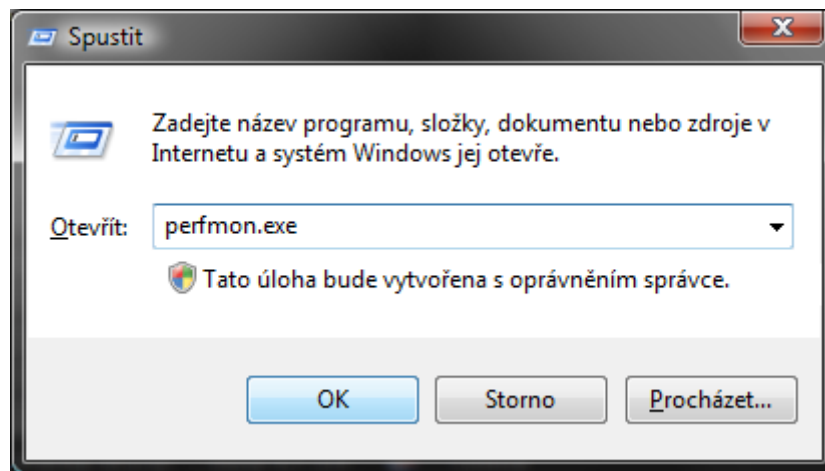 Spustit
Zadejte název programu, složky, dokumentu nebo zdroje v
Internetu a systém Windows jej otevře.
Otevřít: perfmon.exe
Tato úloha bude vytvořena s oprávněním správce.
OK Storno Procházet...